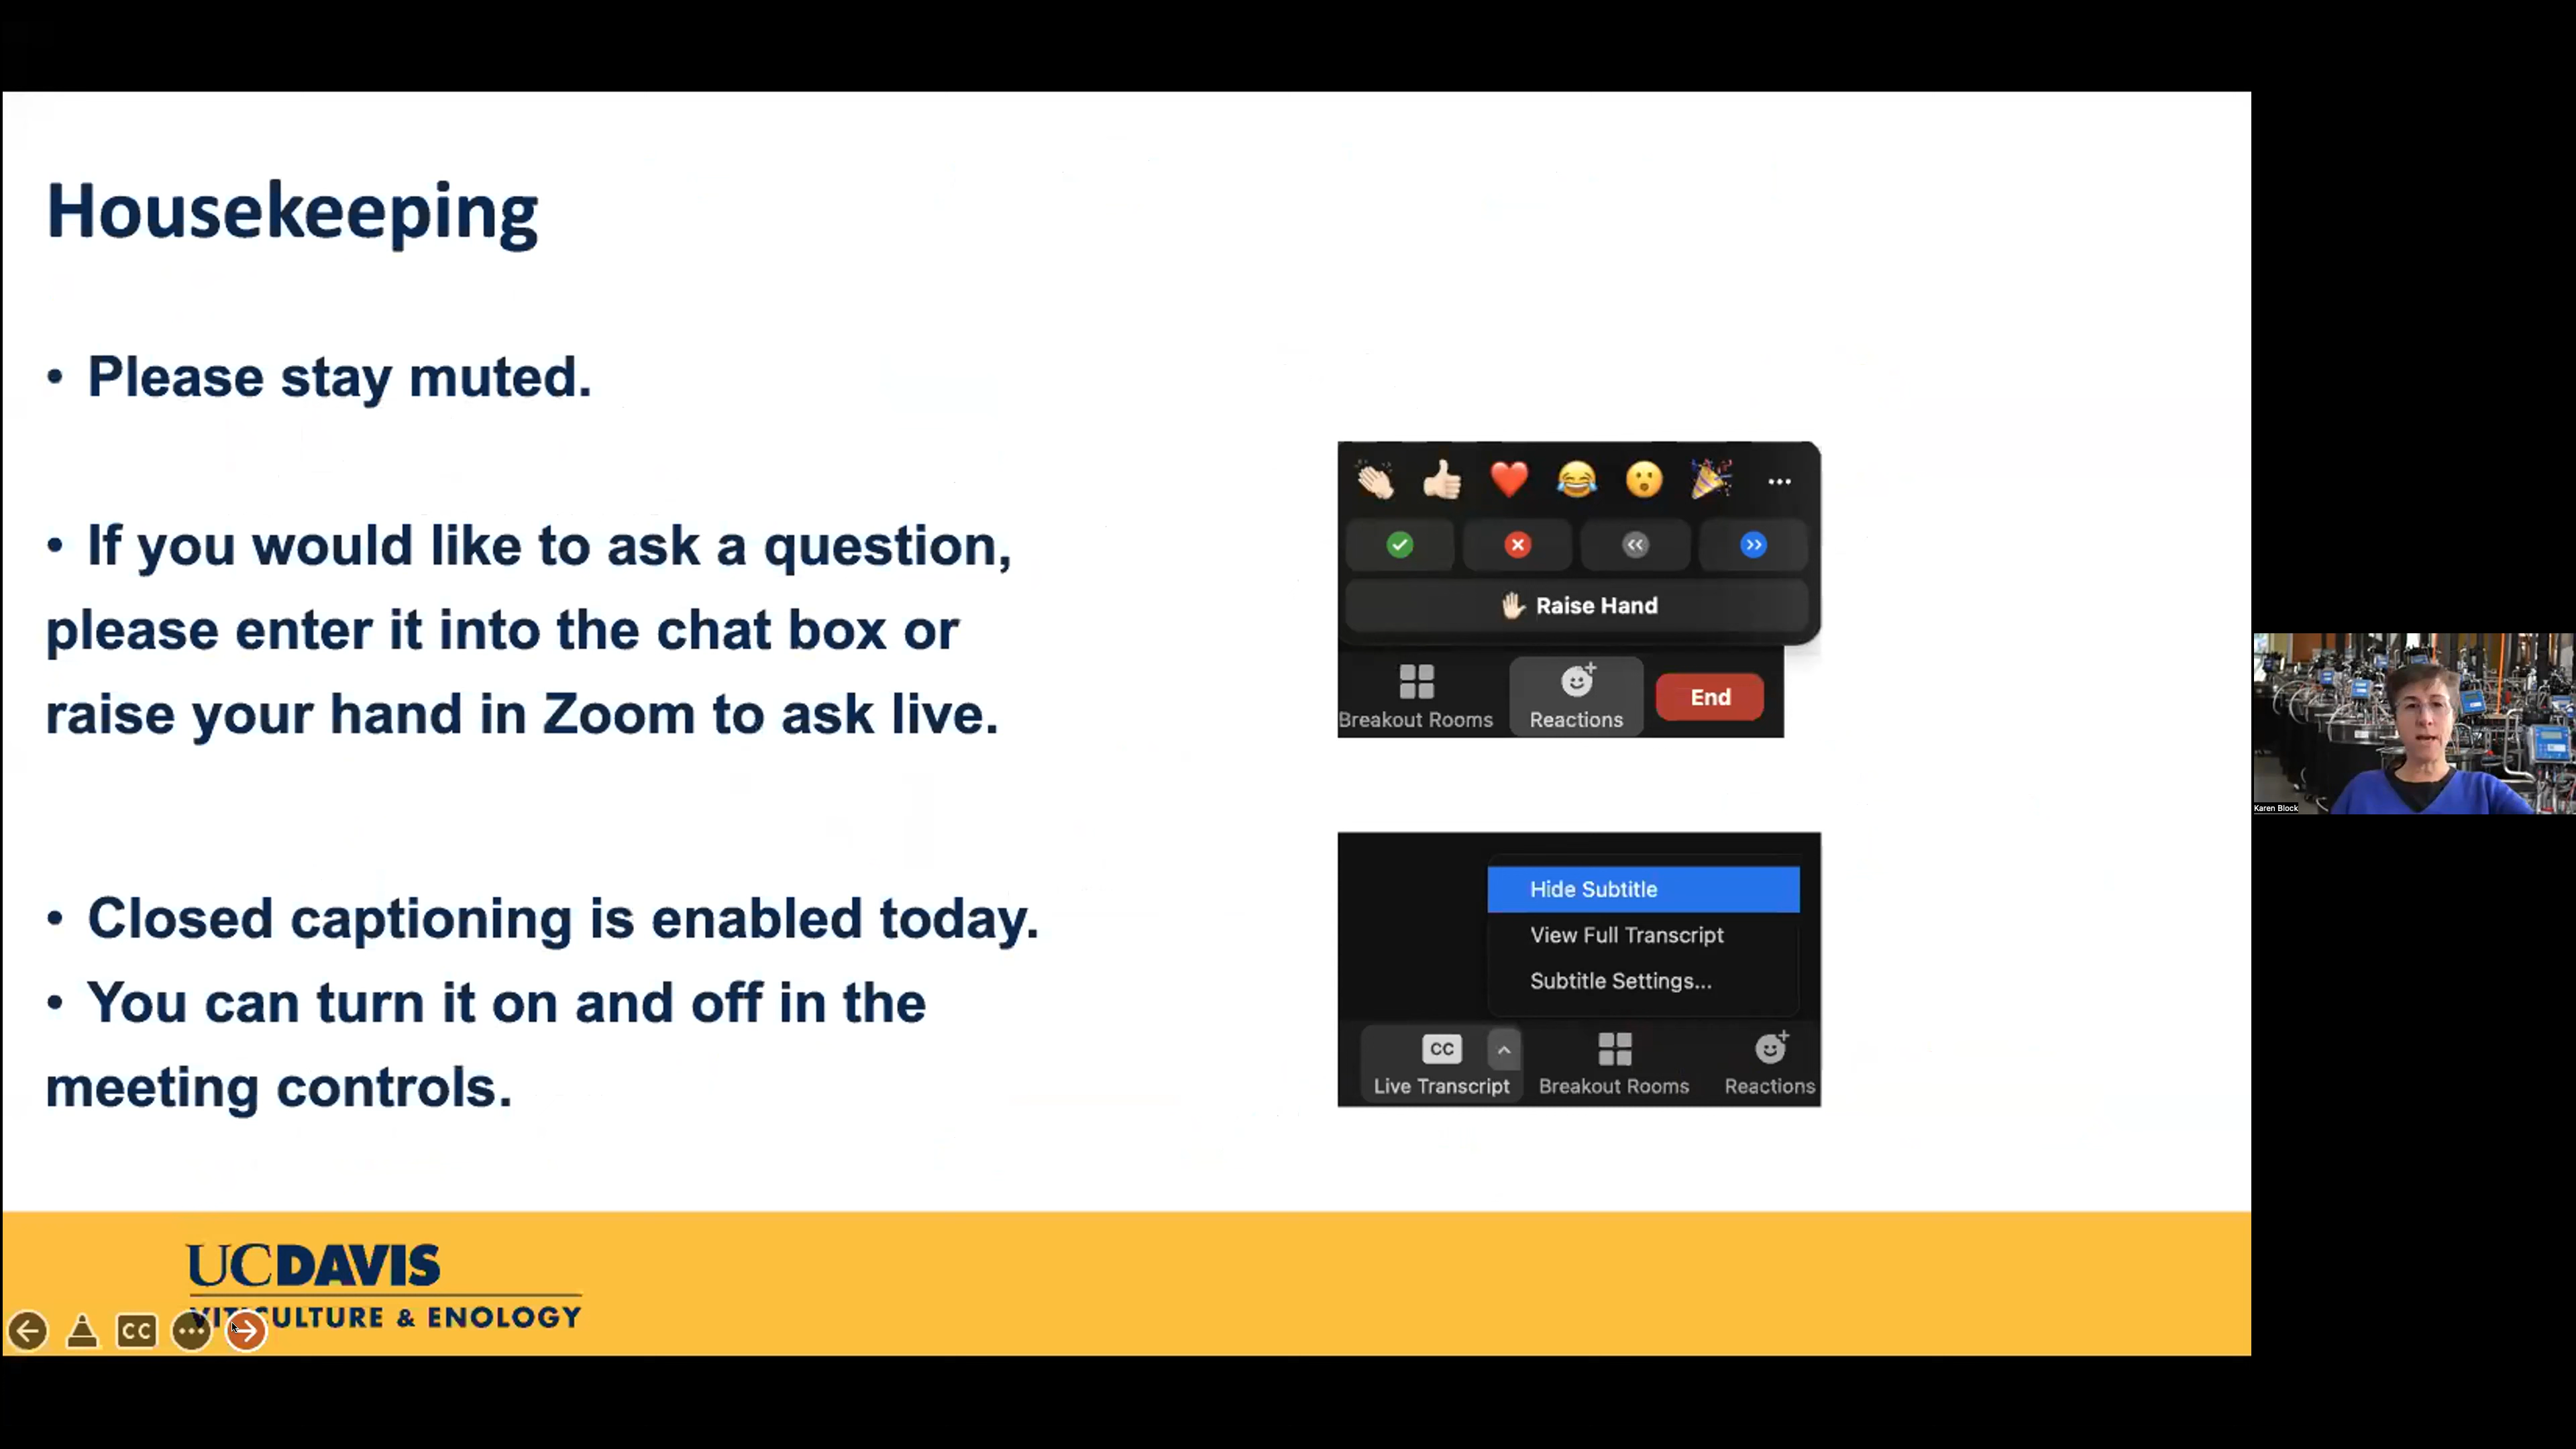 Housekeeping
• Please stay muted.
• If you would like to ask a question,
please enter it into the chat box or
raise your hand in Zoom to ask live.
• Closed captioning is enabled today.
• You can turn it on and off in the
meeting controls.
Raise Hand
Breakout Rooms
Reactions
End
Hide Subtitle
View Full Transcript
Subtitle Settings...
CC
Live Transcript
Breakout Rooms
Reactions
Karen Block
UCDAVIS
VITICULTURE & ENOLOGY
CC